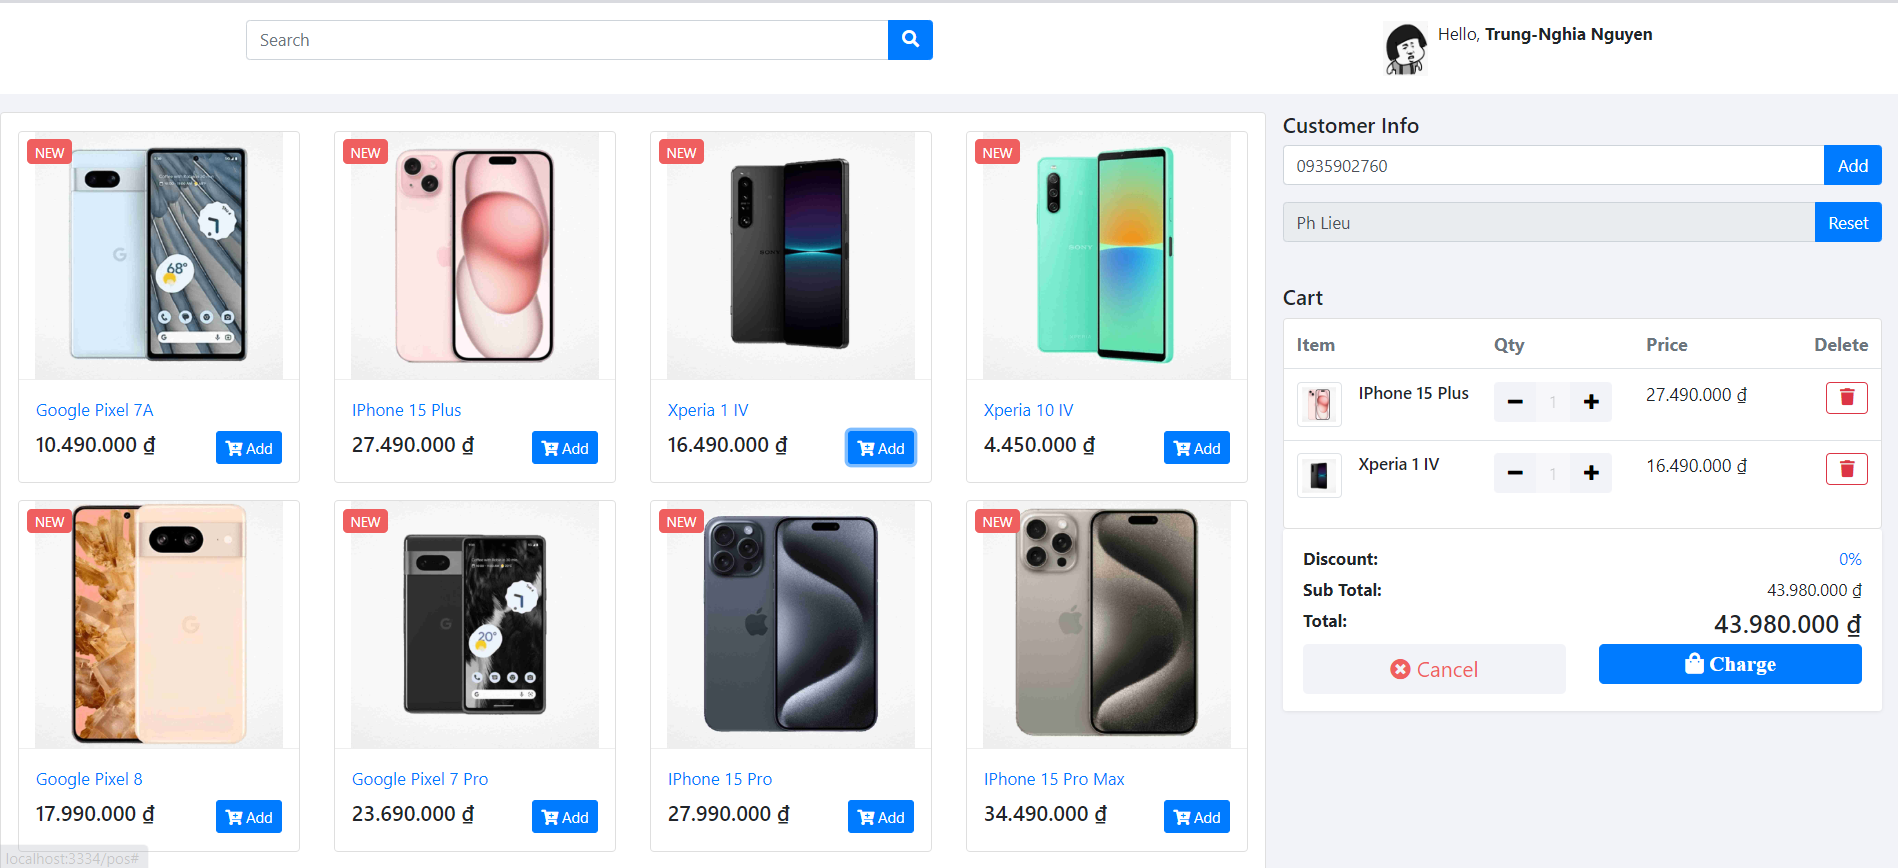 Search
Hello, Trung-Nghia Nguyen
NEW
NEW
NEW
NEW
SONY
SONY
68°
Google Pixel 7A
IPhone 15 Plus
Xperia 1 IV
Xperia 10 IV
10.490.000 ₫
Add
27.490.000 ₫
Add
16.490.000 ₫
Add
4.450.000 ₫
Add
NEW
NEW
NEW
NEW
20°
Google Pixel 8
Google Pixel 7 Pro
IPhone 15 Pro
IPhone 15 Pro Max
17.990.000 ₫
Add
23.690.000 ₫
Add
27.990.000 ₫
Add
34.490.000 ₫
Add
localhost:3334/pos#
Customer Info
0935902760
Add
Ph Lieu
Reset
Cart
Item Qty Price Delete
IPhone 15 Plus 1 27.490.000 ₫
Xperia 1 IV 1 16.490.000 ₫
Discount: 0%
Sub Total: 43.980.000 ₫
Total: 43.980.000 ₫
Cancel
Charge